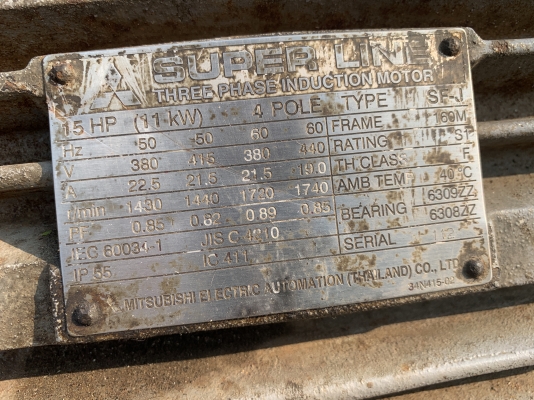 SUPER LINE
THREE PHASE INDUCTION MOTOR
15 HP (11 kW) 4 POLE TYPE SF-J
Hz 50 50 60 60 FRAME 160M
V 380 415 380 440 RATING ST
A 22.5 21.5 21.5 19.0 TH.CLASS F
r/min 1430 1440 1720 1740 AMB TEMP 40 °C
PF 0.85 0.82 0.89 0.85 BEARING 6309ZZ
6308ZZ
IEC 60034-1 JIS C 4210 SERIAL
IP 55 IC 411
MITSUBISHI ELECTRIC AUTOMATION (THAILAND) CO., LTD.